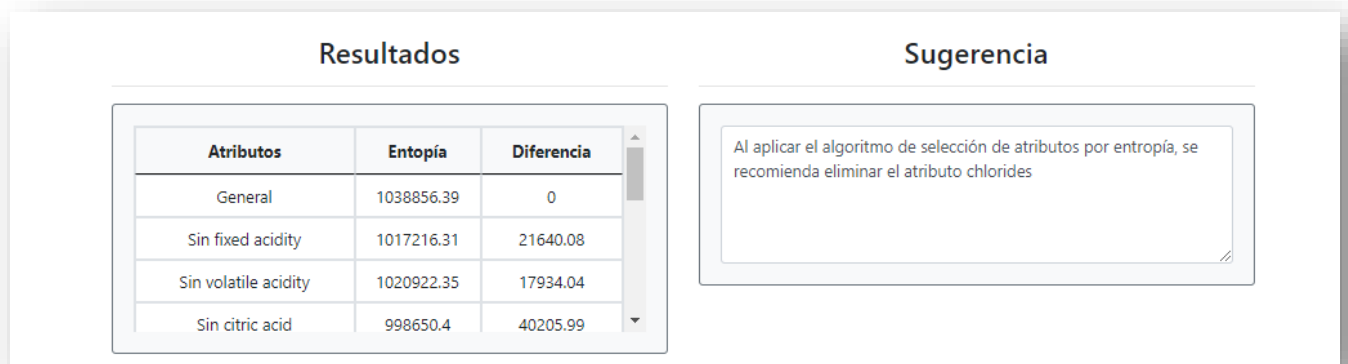 Resultados
Atributos Entopía Diferencia
General 1038856.39 0
Sin fixed acidity 1017216.31 21640.08
Sin volatile acidity 1020922.35 17934.04
Sin citric acid 998650.4 40205.99
Sugerencia
Al aplicar el algoritmo de selección de atributos por entropía, se
recomienda eliminar el atributo chlorides